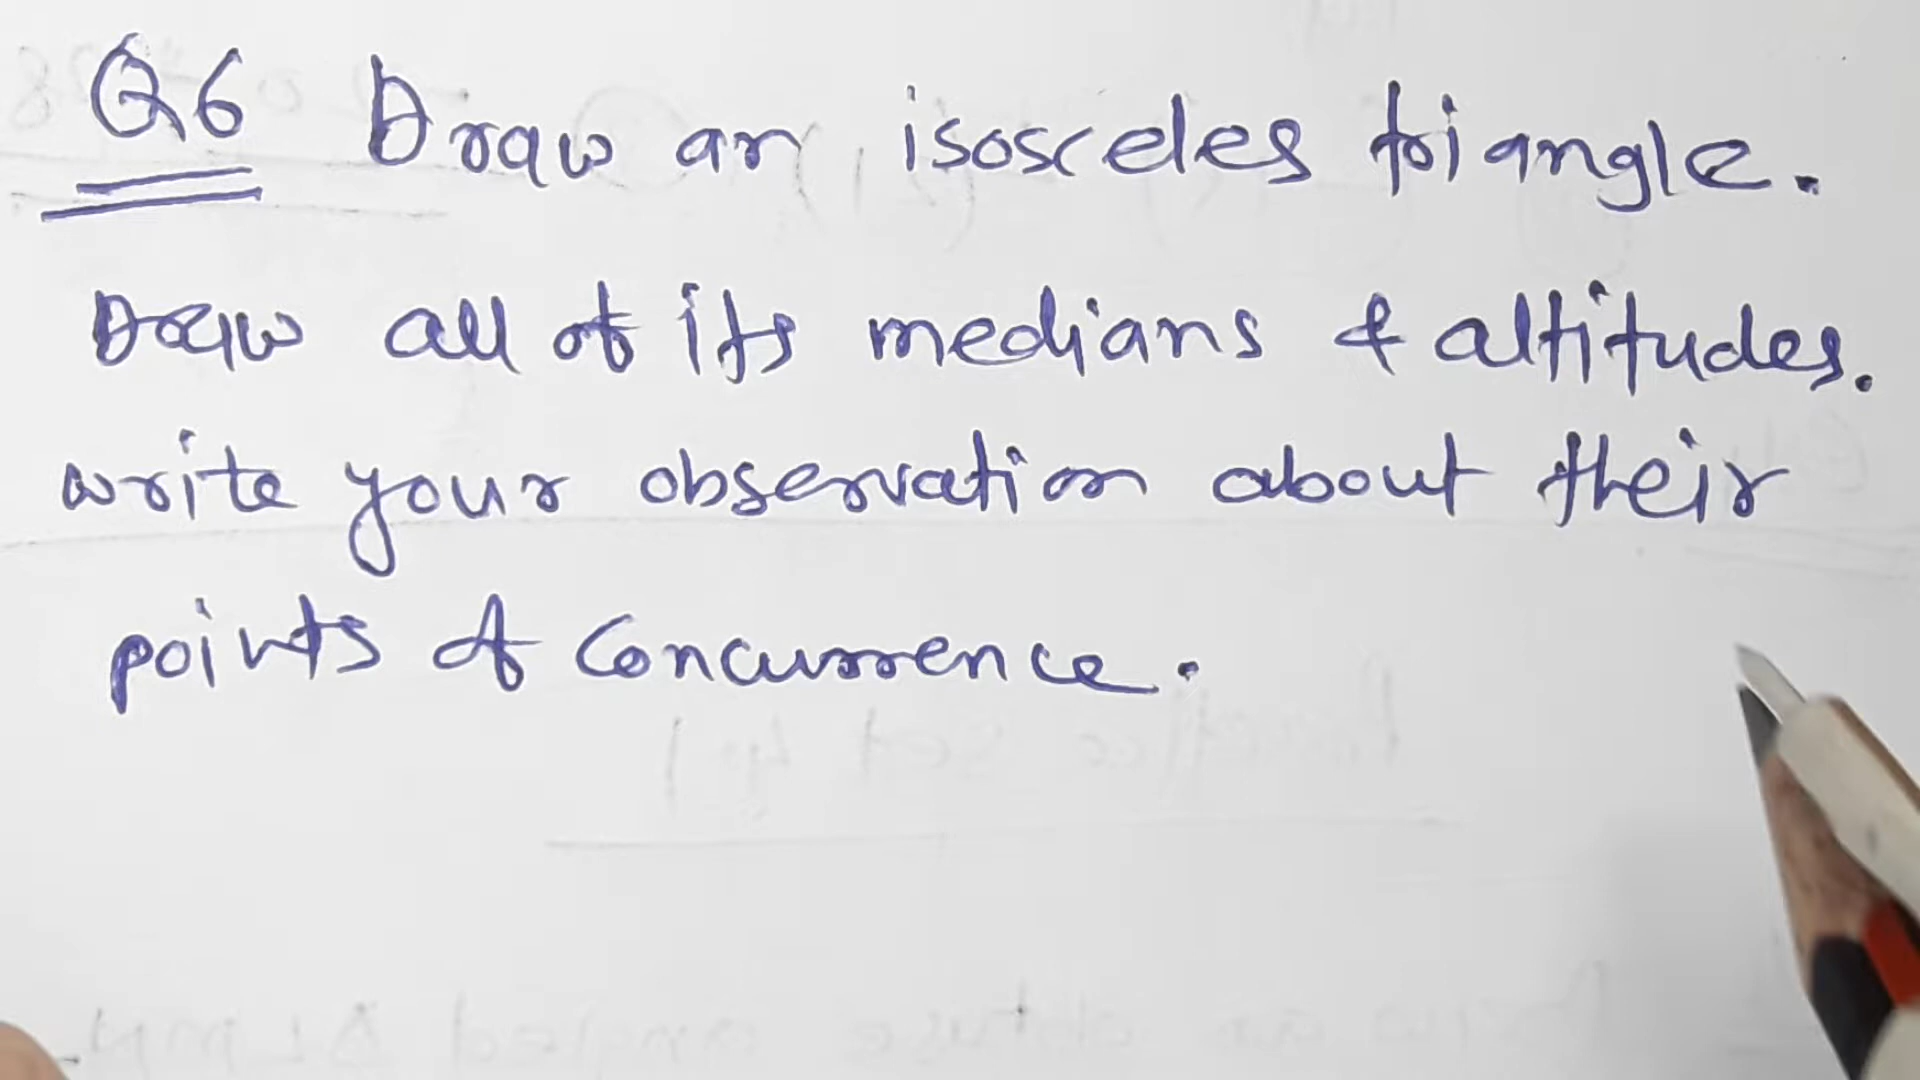 Q6 Draw an isosceles triangle.
Draw all of its medians & altitudes.
write your observation about their
points of concurrence.